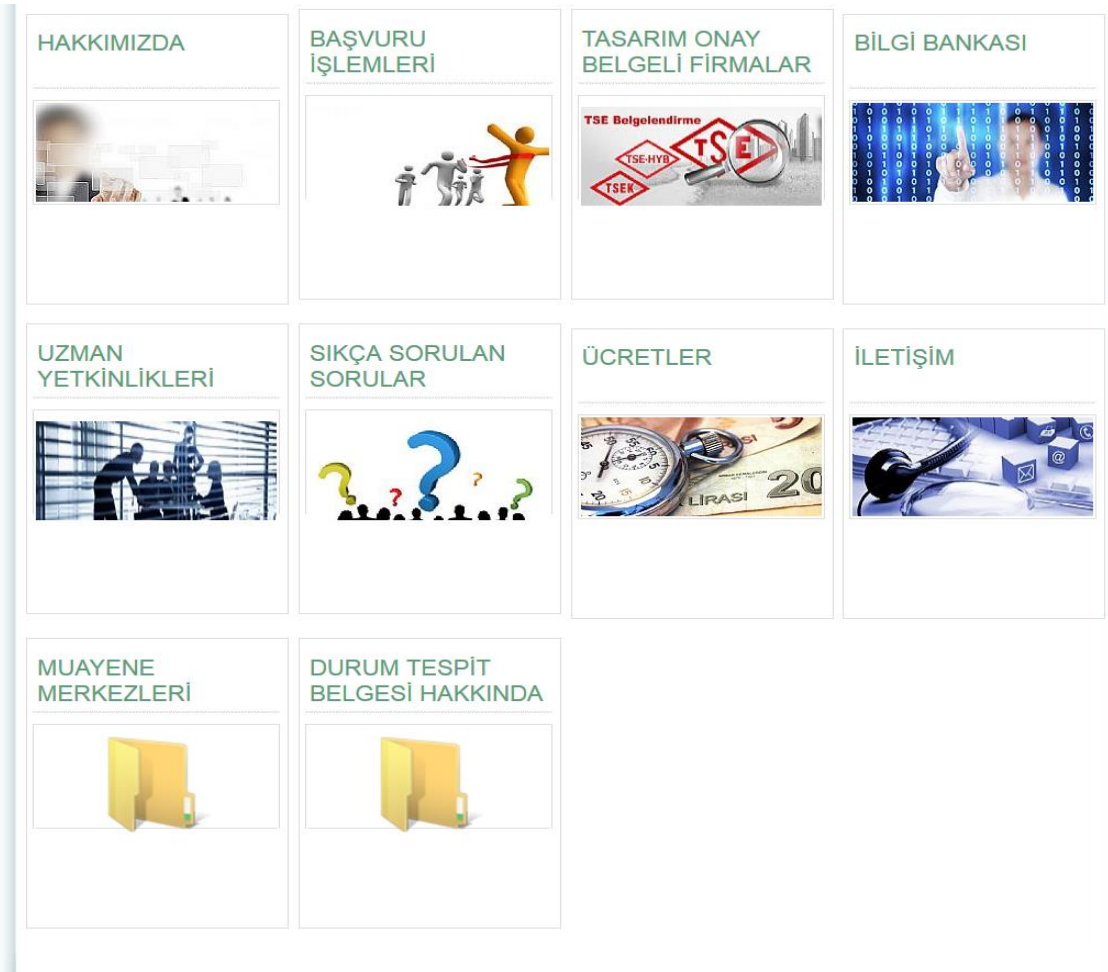 HAKKIMIZDA
BAŞVURU
İŞLEMLERİ
TASARIM ONAY
BELGELİ FİRMALAR
BİLGİ BANKASI
TSE Belgelendirme
TSE
TSE-HYB
TSEK
UZMAN
YETKİNLİKLERİ
SIKÇA SORULAN
SORULAR
ÜCRETLER
İLETİŞİM
LİRASI
20
@
MUAYENE
MERKEZLERİ
DURUM TESPİT
BELGESİ HAKKINDA